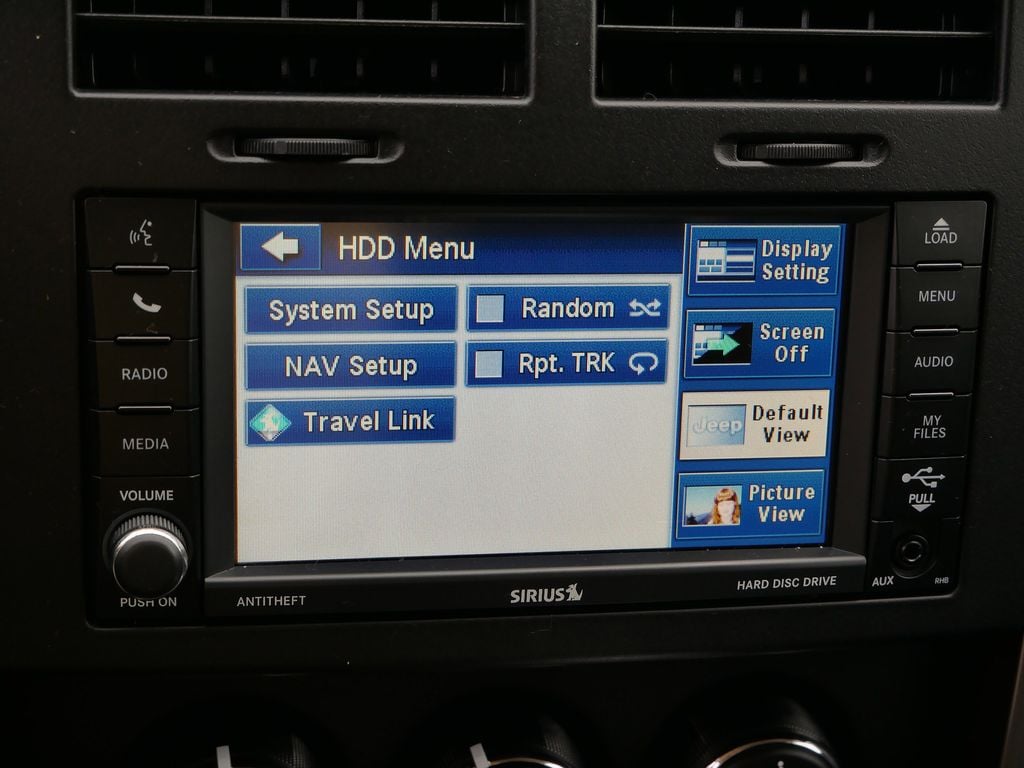 HDD Menu
System Setup
Random
NAV Setup
Rpt. TRK
Travel Link
Display
Setting
Screen
Off
Jeep
Default
View
Picture
View
RADIO
MEDIA
VOLUME
PUSH ON
LOAD
MENU
AUDIO
MY
FILES
PULL
AUX
RHB
ANTITHEFT
SIRIUS
HARD DISC DRIVE